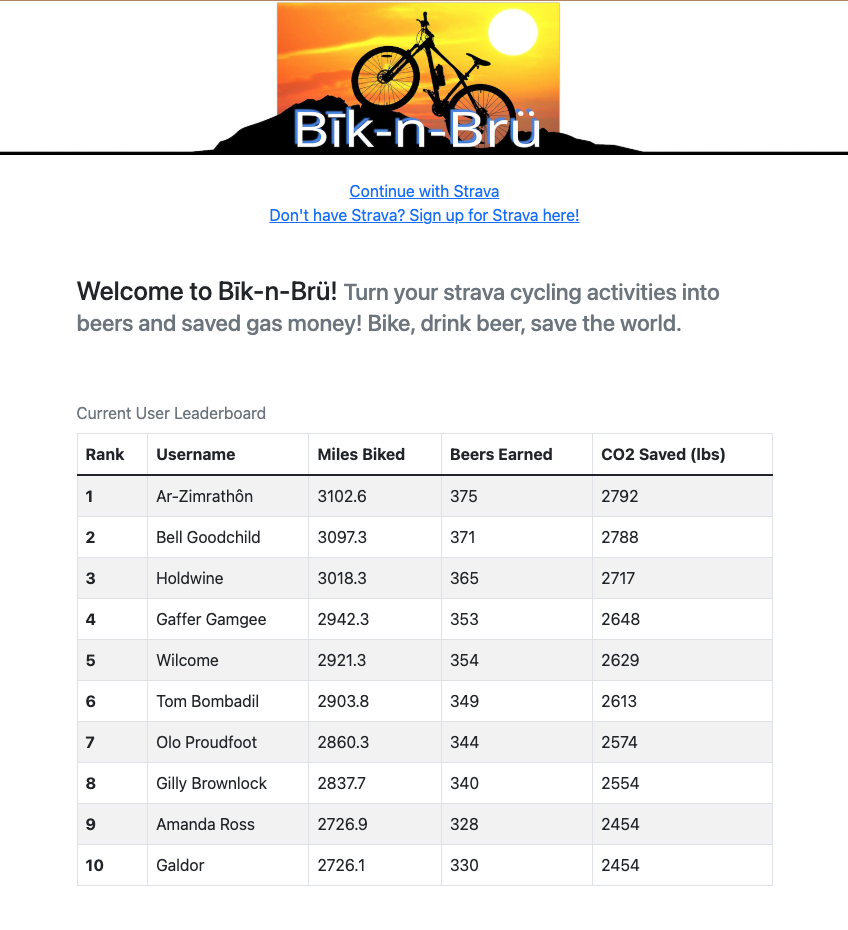 Bīk-n-Brü
Continue with Strava
Don't have Strava? Sign up for Strava here!
Welcome to Bīk-n-Brü! Turn your strava cycling activities into
beers and saved gas money! Bike, drink beer, save the world.
Current User Leaderboard
Rank Username Miles Biked Beers Earned CO2 Saved (lbs)
1 Ar-Zimrathôn 3102.6 375 2792
2 Bell Goodchild 3097.3 371 2788
3 Holdwine 3018.3 365 2717
4 Gaffer Gamgee 2942.3 353 2648
5 Wilcome 2921.3 354 2629
6 Tom Bombadil 2903.8 349 2613
7 Olo Proudfoot 2860.3 344 2574
8 Gilly Brownlock 2837.7 340 2554
9 Amanda Ross 2726.9 328 2454
10 Galdor 2726.1 330 2454